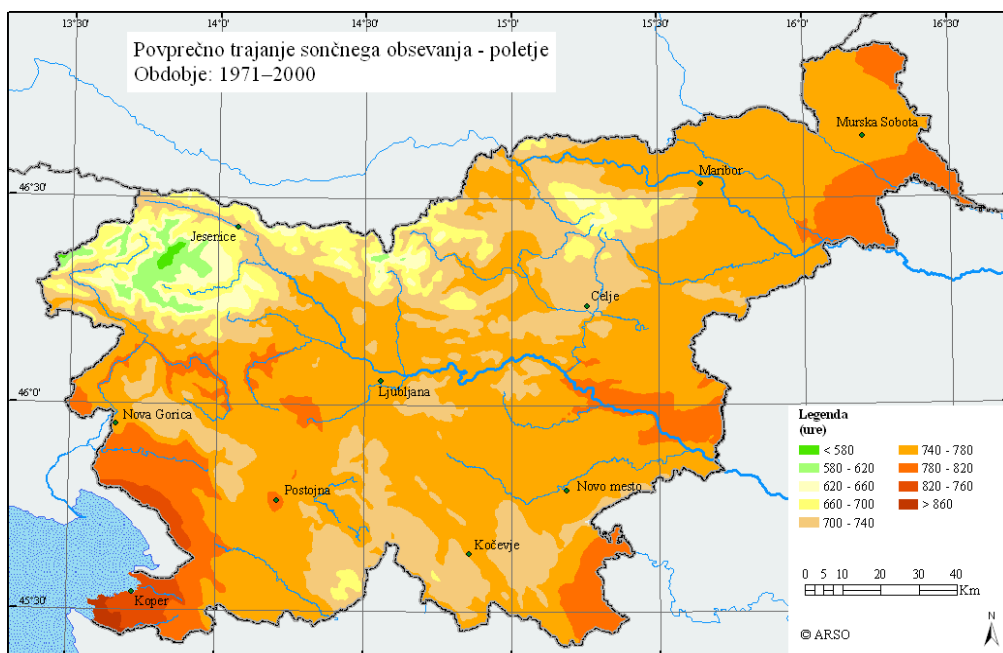 13°30'
14°0'
14°30'
15°0'
15°30'
16°0'
16°30'
Povprečno trajanje sončnega obsevanja - poletje
Obdobje: 1971–2000
Murska Sobota
Maribor
46°30'
Jesenice
Celje
Ljubljana
46°0'
Nova Gorica
Legenda
(ure)
< 580
580 - 620
620 - 660
660 - 700
700 - 740
740 - 780
780 - 820
820 - 760
> 860
Postojna
Novo mesto
Kočevje
Koper
45°30'
0 5 10 20 30 40
Km
N
© ARSO